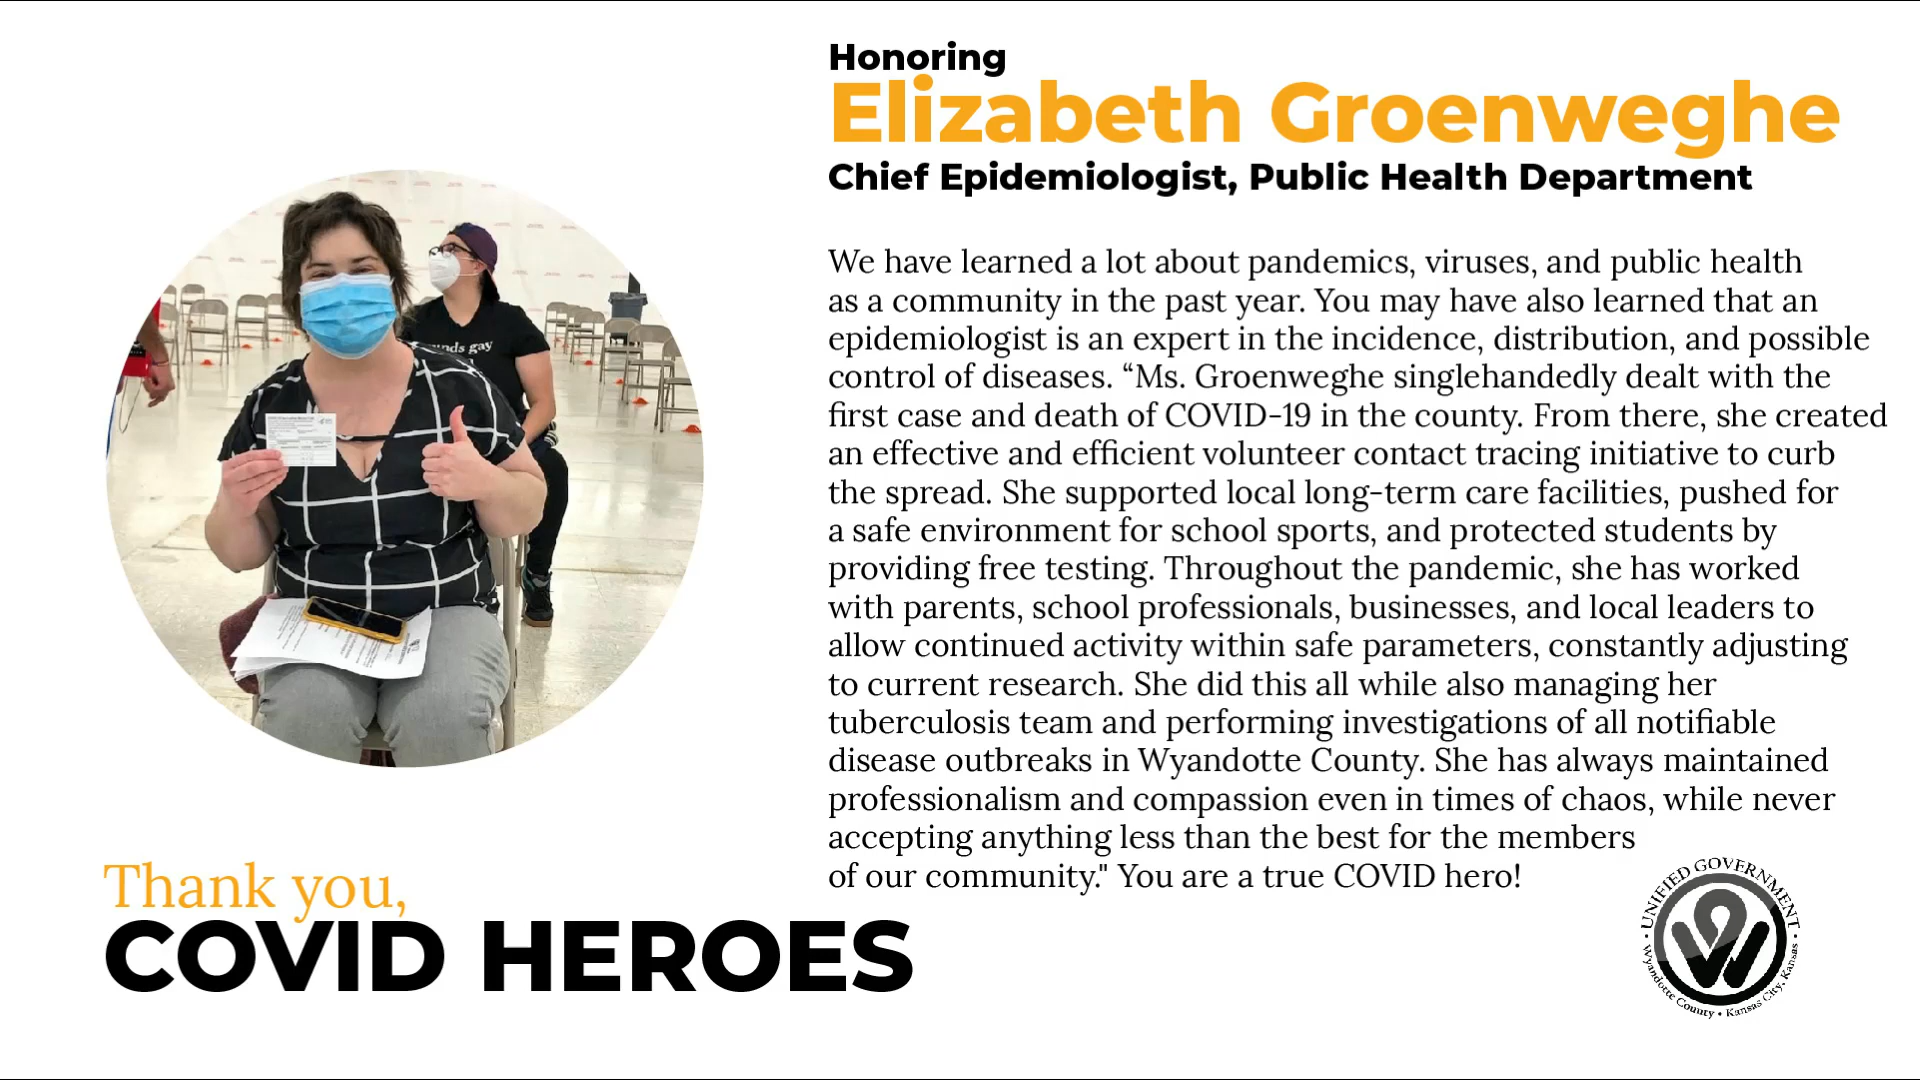 Honoring
Elizabeth Groenweghe
Chief Epidemiologist, Public Health Department
We have learned a lot about pandemics, viruses, and public health
as a community in the past year. You may have also learned that an
epidemiologist is an expert in the incidence, distribution, and possible
control of diseases. “Ms. Groenweghe singlehandedly dealt with the
first case and death of COVID-19 in the county. From there, she created
an effective and efficient volunteer contact tracing initiative to curb
the spread. She supported local long-term care facilities, pushed for
a safe environment for school sports, and protected students by
providing free testing. Throughout the pandemic, she has worked
with parents, school professionals, businesses, and local leaders to
allow continued activity within safe parameters, constantly adjusting
to current research. She did this all while also managing her
tuberculosis team and performing investigations of all notifiable
disease outbreaks in Wyandotte County. She has always maintained
professionalism and compassion even in times of chaos, while never
accepting anything less than the best for the members
of our community." You are a true COVID hero!
gay
Thank you,
COVID HEROES
UNIFIED GOVERNMENT
Wyandotte County • Kansas City, Kansas